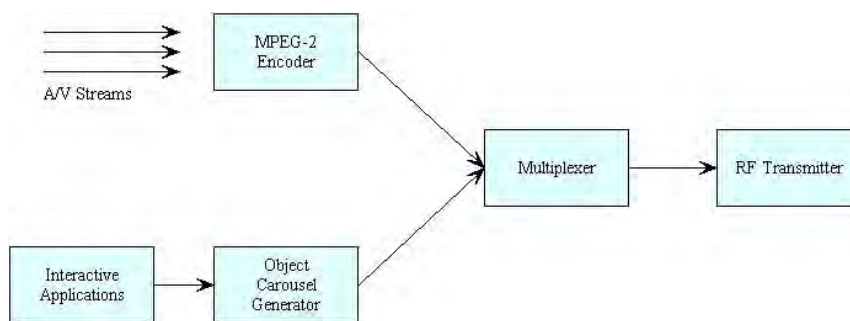 MPEG-2
Encoder
A/V Streams
Multiplexer
RF Transmitter
Interactive
Applications
Object
Carousel
Generator